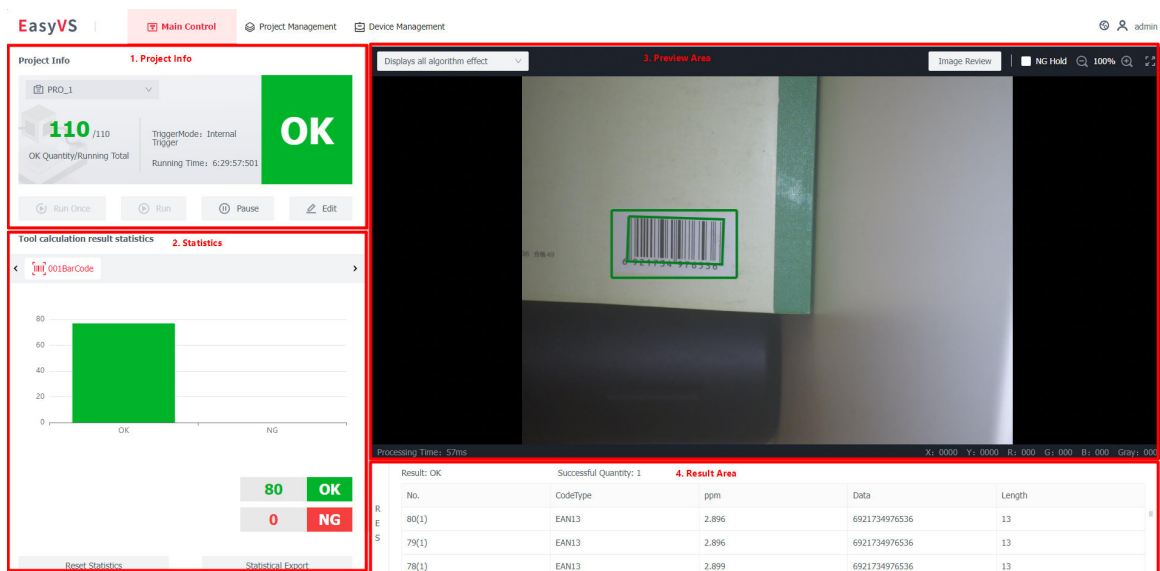 EasyVS Main Control Project Management Device Management admin
Project Info 1. Project Info
PRO_1
110 /110
OK Quantity/Running Total
TriggerMode: Internal Trigger
Running Time: 6:29:57:501
OK
Run Once Run Pause Edit
Tool calculation result statistics 2. Statistics
001BarCode
80
60
40
20
0
OK NG
80 OK
0 NG
Reset Statistics Statistical Export
Displays all algorithm effect 3. Preview Area Image Review NG Hold 100%
6 921734 976536
Processing Time: 57ms X: 0000 Y: 0000 R: 000 G: 000 B: 000 Gray: 000
Result: OK Successful Quantity: 1 4. Result Area
R
E
S
No. CodeType ppm Data Length
80(1) EAN13 2.896 6921734976536 13
79(1) EAN13 2.896 6921734976536 13
78(1) EAN13 2.899 6921734976536 13